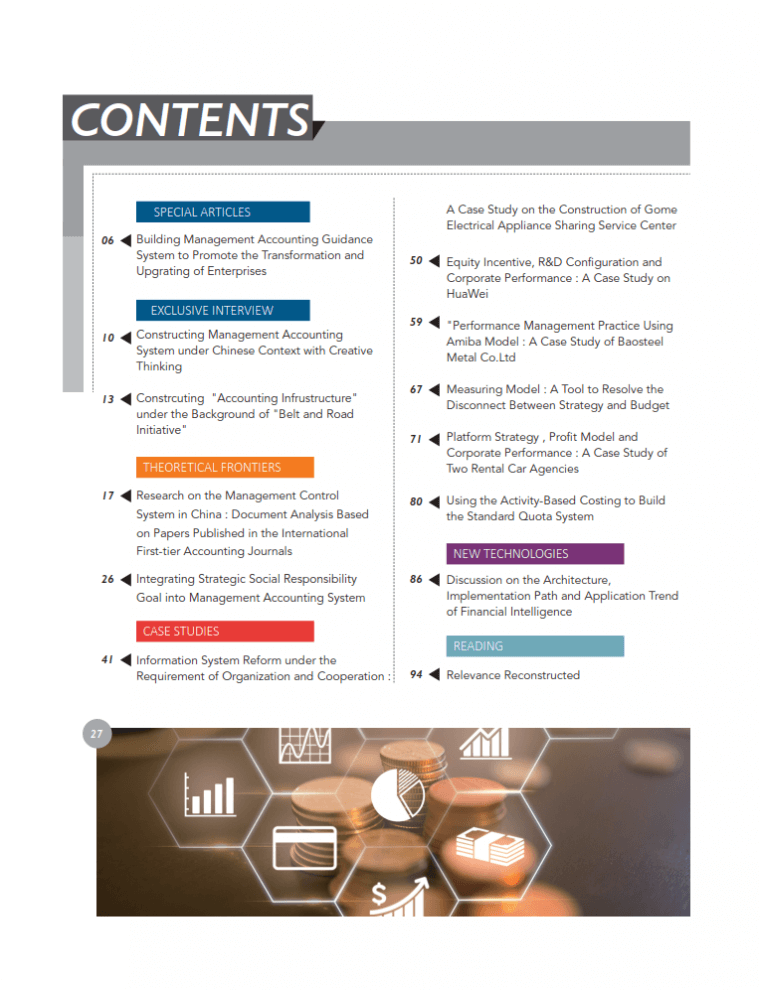 CONTENTS
SPECIAL ARTICLES
06 Building Management Accounting Guidance
System to Promote the Transformation and
Upgrating of Enterprises
EXCLUSIVE INTERVIEW
10 Constructing Management Accounting
System under Chinese Context with Creative
Thinking
13 Constrcuting "Accounting Infrustructure"
under the Background of "Belt and Road
Initiative"
THEORETICAL FRONTIERS
17 Research on the Management Control
System in China : Document Analysis Based
on Papers Published in the International
First-tier Accounting Journals
26 Integrating Strategic Social Responsibility
Goal into Management Accounting System
CASE STUDIES
41 Information System Reform under the
Requirement of Organization and Cooperation :
A Case Study on the Construction of Gome
Electrical Appliance Sharing Service Center
50 Equity Incentive, R&D Configuration and
Corporate Performance : A Case Study on
HuaWei
59 "Performance Management Practice Using
Amiba Model : A Case Study of Baosteel
Metal Co.Ltd
67 Measuring Model : A Tool to Resolve the
Disconnect Between Strategy and Budget
71 Platform Strategy , Profit Model and
Corporate Performance : A Case Study of
Two Rental Car Agencies
80 Using the Activity-Based Costing to Build
the Standard Quota System
NEW TECHNOLOGIES
86 Discussion on the Architecture,
Implementation Path and Application Trend
of Financial Intelligence
READING
94 Relevance Reconstructed
27
$